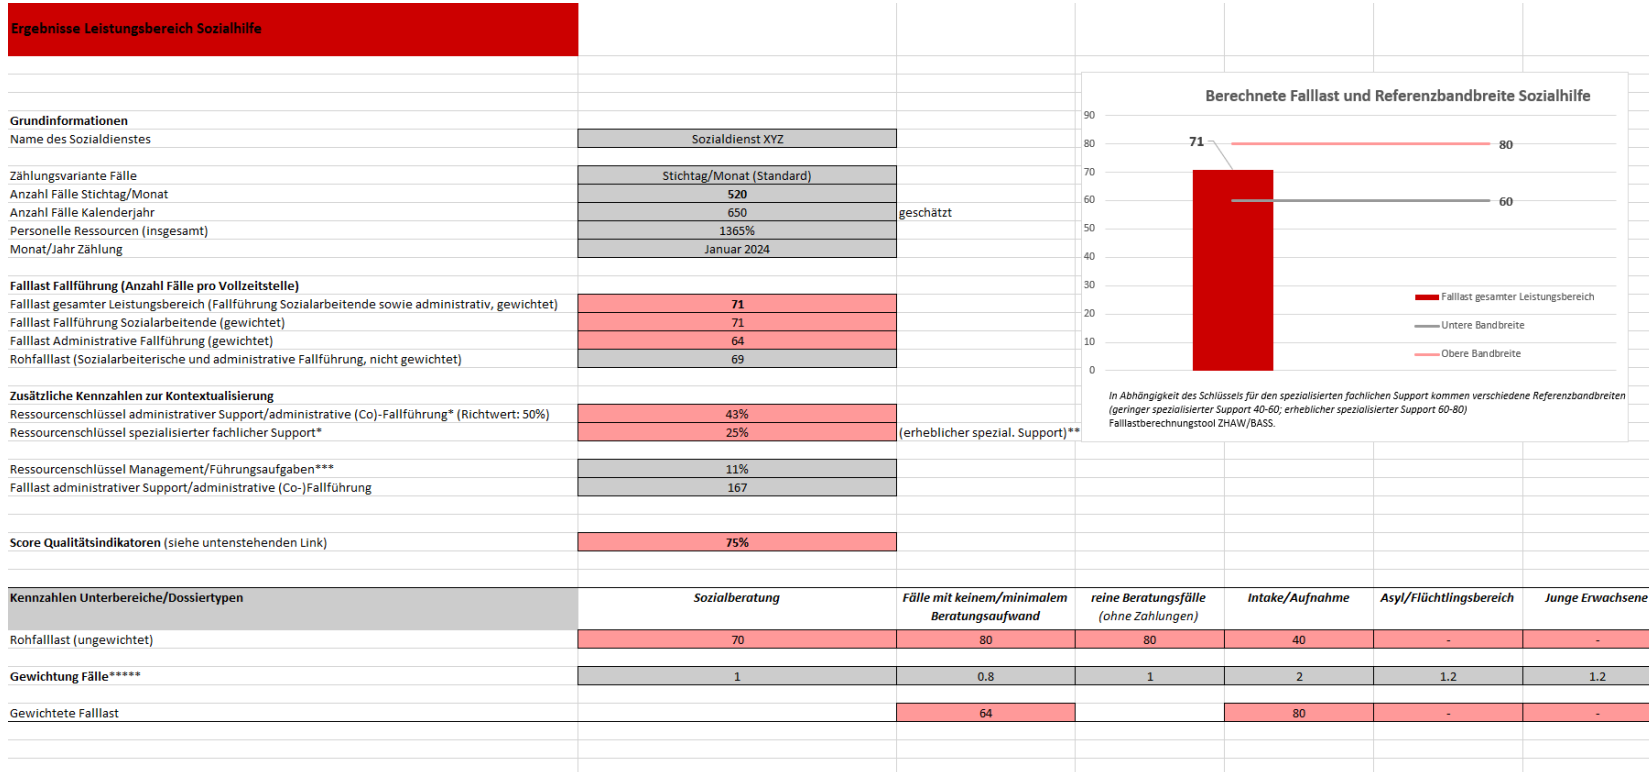 Ergebnisse Leistungsbereich Sozialhilfe
Grundinformationen
Name des Sozialdienstes Sozialdienst XYZ
Zählungsvariante Fälle Stichtag/Monat (Standard)
Anzahl Fälle Stichtag/Monat 520
Anzahl Fälle Kalenderjahr 650 geschätzt
Personelle Ressourcen (insgesamt) 1365%
Monat/Jahr Zählung Januar 2024
Falllast Fallführung (Anzahl Fälle pro Vollzeitstelle)
Falllast gesamter Leistungsbereich (Fallführung Sozialarbeitende sowie administrativ, gewichtet) 71
Falllast Fallführung Sozialarbeitende (gewichtet) 71
Falllast Administrative Fallführung (gewichtet) 64
Rohfalllast (Sozialarbeiterische und administrative Fallführung, nicht gewichtet) 69
Zusätzliche Kennzahlen zur Kontextualisierung
Ressourcenschlüssel administrativer Support/administrative (Co)-Fallführung* (Richtwert: 50%) 43%
Ressourcenschlüssel spezialisierter fachlicher Support* 25% (erheblicher spezial. Support)**
Ressourcenschlüssel Management/Führungsaufgaben*** 11%
Falllast administrativer Support/administrative (Co-)Fallführung 167
Score Qualitätsindikatoren (siehe untenstehenden Link) 75%
Berechnete Falllast und Referenzbandbreite Sozialhilfe
90
80
70
60
50
40
30
20
10
0
71
80
60
Falllast gesamter Leistungsbereich
Untere Bandbreite
Obere Bandbreite
In Abhängigkeit des Schlüssels für den spezialisierten fachlichen Support kommen verschiedene Referenzbandbreiten
(geringer spezialisierter Support 40-60; erheblicher spezialisierter Support 60-80)
Falllastberechnungstool ZHAW/BASS.
Kennzahlen Unterbereiche/Dossiertypen Sozialberatung Fälle mit keinem/minimalem reine Beratungsfälle Intake/Aufnahme Asyl/Flüchtlingsbereich Junge Erwachsene
Beratungsaufwand (ohne Zahlungen)
Rohfalllast (ungewichtet) 70 80 80 40 - -
Gewichtung Fälle***** 1 0.8 1 2 1.2 1.2
Gewichtete Falllast 64 80 - -